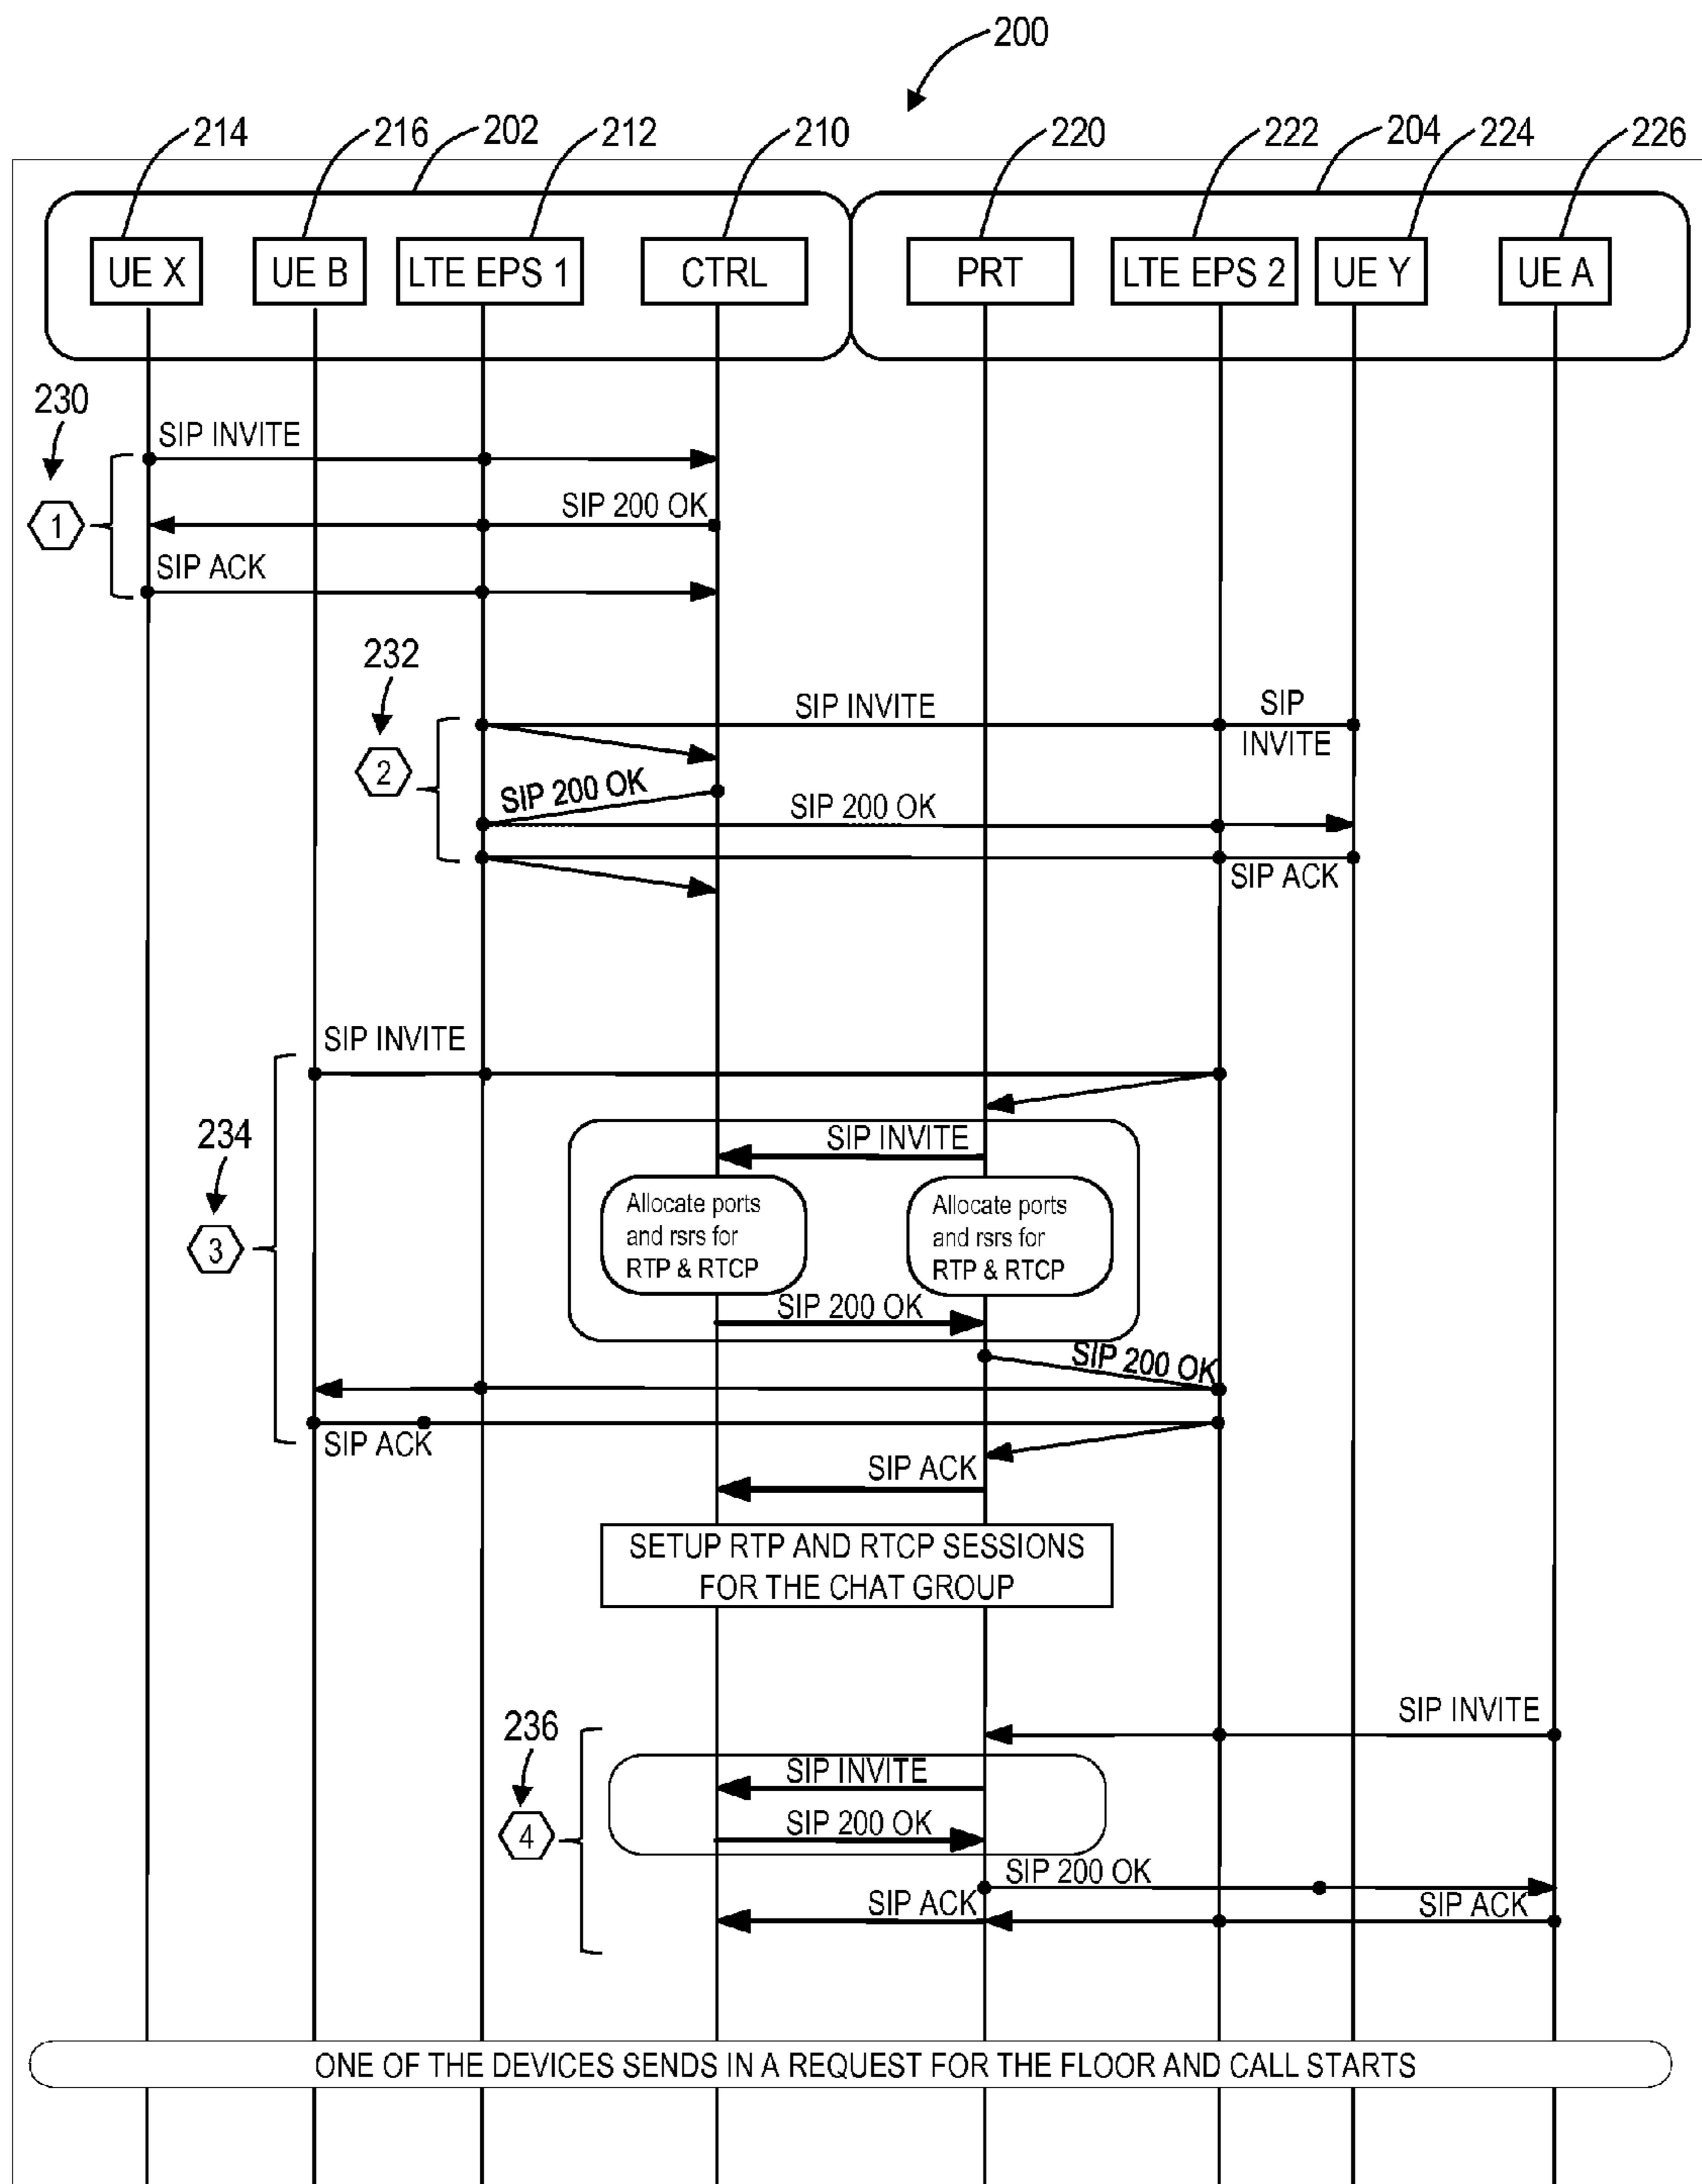 200
214
216
202
212
210
220
222
204
224
226
UE X
UE B
LTE EPS 1
CTRL
PRT
LTE EPS 2
UE Y
UE A
230
SIP INVITE
1
SIP 200 OK
SIP ACK
232
SIP INVITE
SIP
INVITE
2
SIP 200 OK
SIP 200 OK
SIP ACK
SIP INVITE
234
3
SIP INVITE
Allocate ports
and rsrs for
RTP & RTCP
Allocate ports
and rsrs for
RTP & RTCP
SIP 200 OK
SIP 200 OK
SIP ACK
SIP ACK
SETUP RTP AND RTCP SESSIONS
FOR THE CHAT GROUP
SIP INVITE
236
4
SIP INVITE
SIP 200 OK
SIP 200 OK
SIP ACK
SIP ACK
ONE OF THE DEVICES SENDS IN A REQUEST FOR THE FLOOR AND CALL STARTS